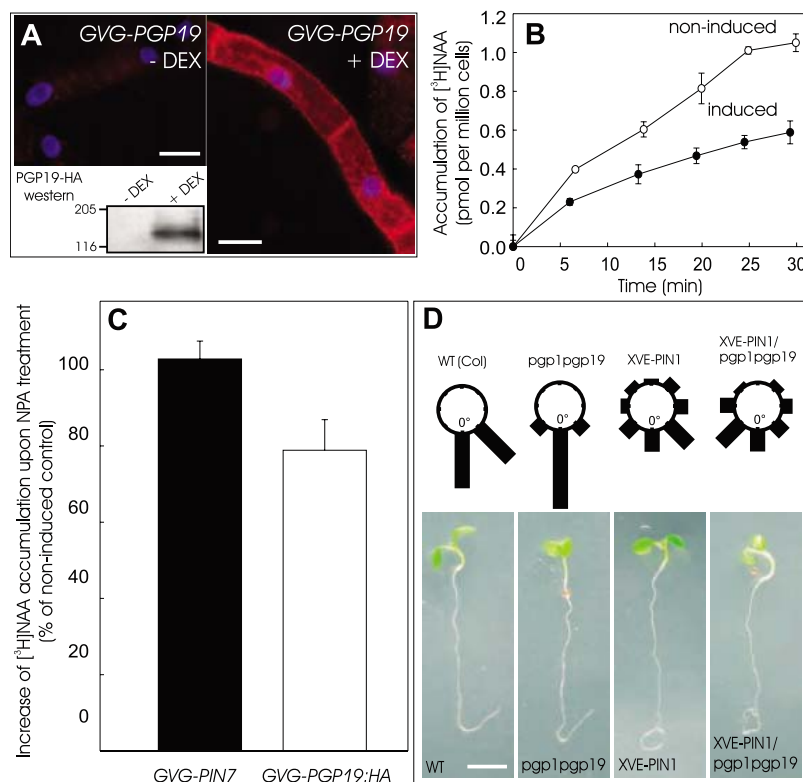 A
GVG-PGP19
- DEX
GVG-PGP19
+ DEX
PGP19-HA
western
- DEX
+ DEX
205
116
B
Accumulation of [³H]NAA
(pmol per million cells)
1.2
1.0
0.8
0.6
0.4
0.2
0.0
non-induced
induced
0 5 10 15 20 25 30
Time (min)
C
Increase of [³H]NAA accumulation upon NPA treatment
(% of non-induced control)
100
80
60
40
20
0
GVG-PIN7
GVG-PGP19:HA
D
WT (Col)
pgp1pgp19
XVE-PIN1
XVE-PIN1/
pgp1pgp19
0°
0°
0°
0°
WT
pgp1pgp19
XVE-PIN1
XVE-PIN1/
pgp1pgp19